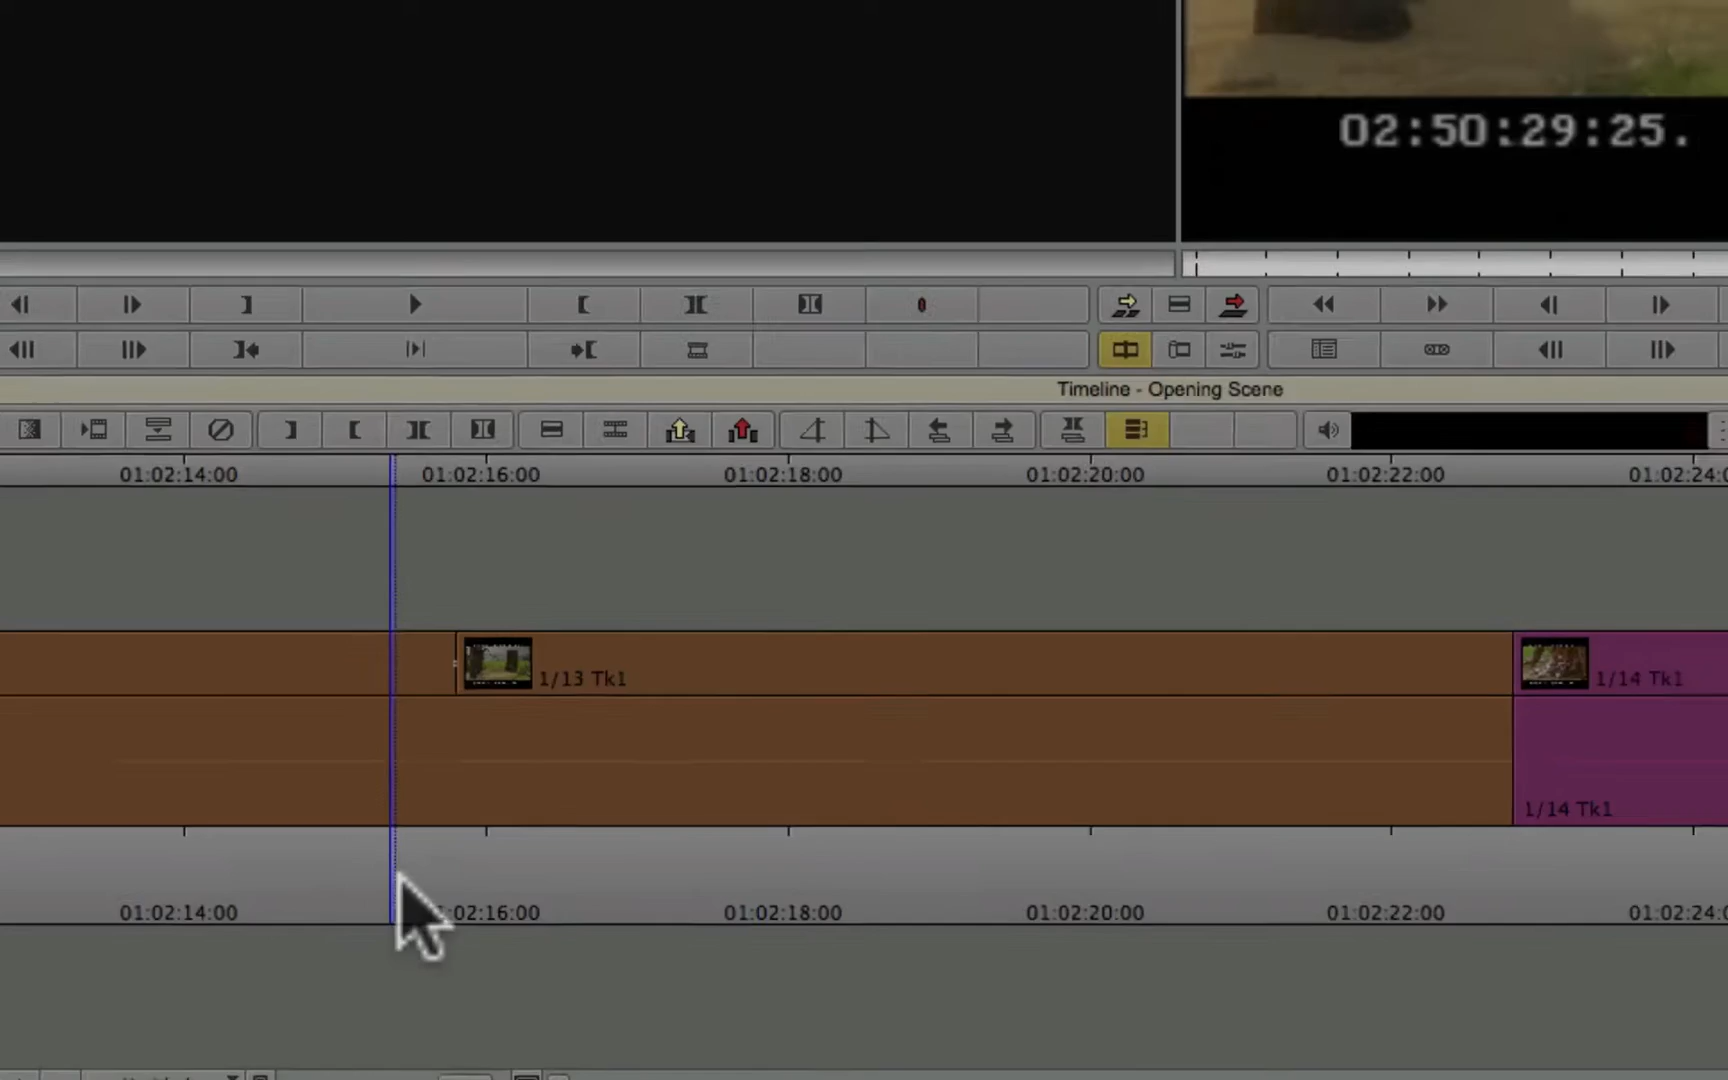 02:50:29:25.
Timeline - Opening Scene
01:02:14:00 01:02:16:00 01:02:18:00 01:02:20:00 01:02:22:00 01:02:24:
1/13 Tk1 1/14 Tk1
1/14 Tk1
01:02:14:00 02:16:00 01:02:18:00 01:02:20:00 01:02:22:00 01:02:24: